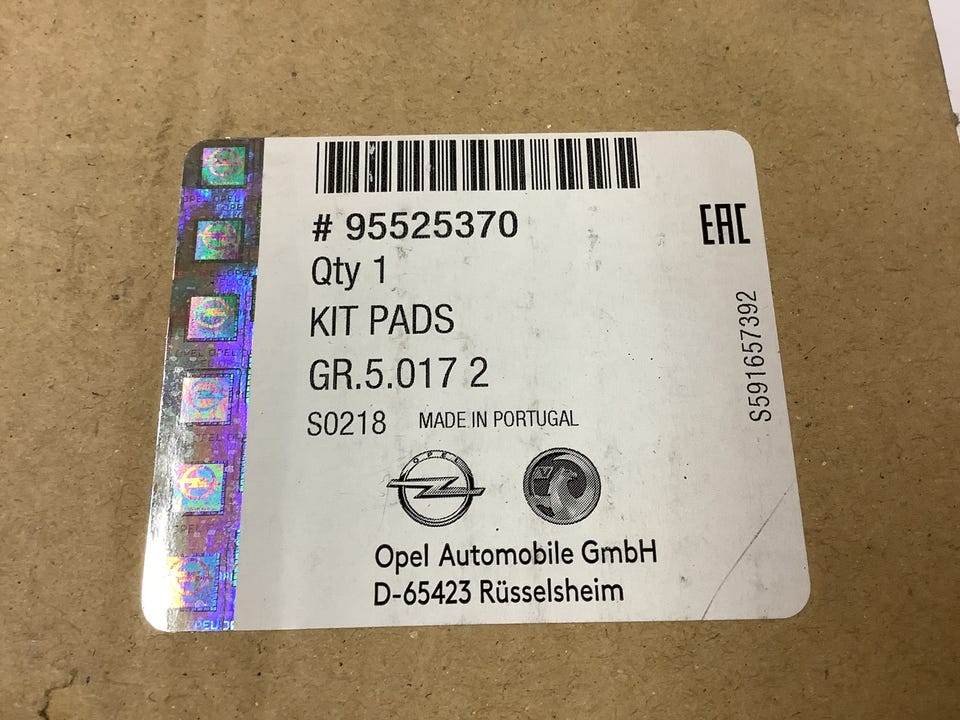 # 95525370
EAC
Qty 1
KIT PADS
GR.5.017 2
S0218 MADE IN PORTUGAL
S591657392
OPEL
Opel Automobile GmbH
D-65423 Rüsselsheim